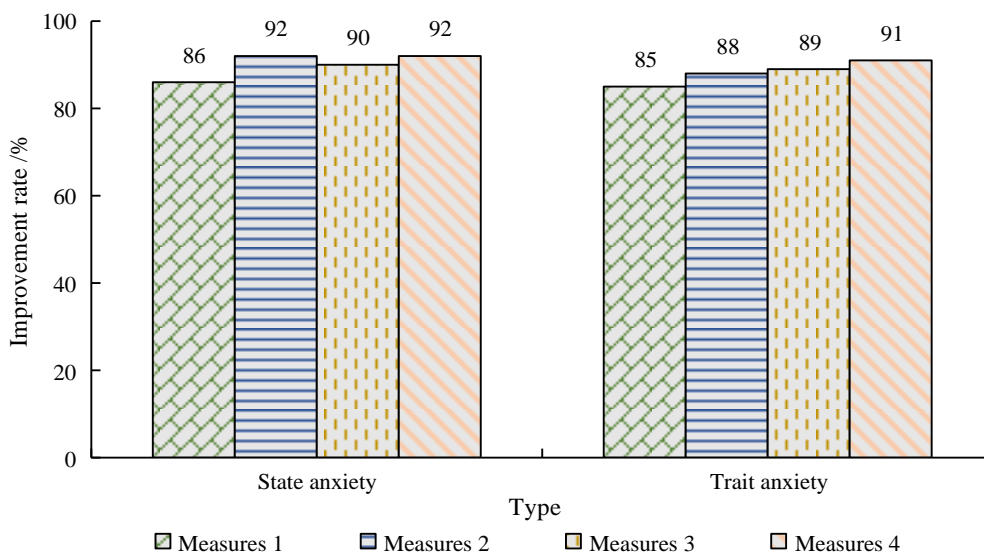 100
80
60
40
20
0
Improvement rate /%
86
92
90
92
85
88
89
91
State anxiety
Trait anxiety
Type
Measures 1
Measures 2
Measures 3
Measures 4